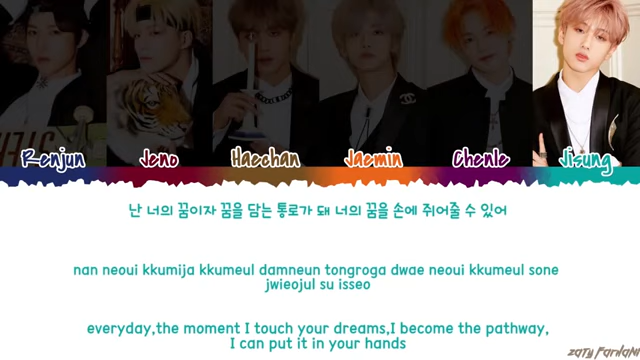 Renjun Jeno Haechan Jaemin Chenle Jisung
난 너의 꿈이자 꿈을 담는 통로가 돼 너의 꿈을 손에 쥐어줄 수 있어
nan neoui kkumija kkumeul damneun tongroga dwae neoui kkumeul sone
jwieojul su isseo
everyday,the moment I touch your dreams,I become the pathway,
I can put it in your hands